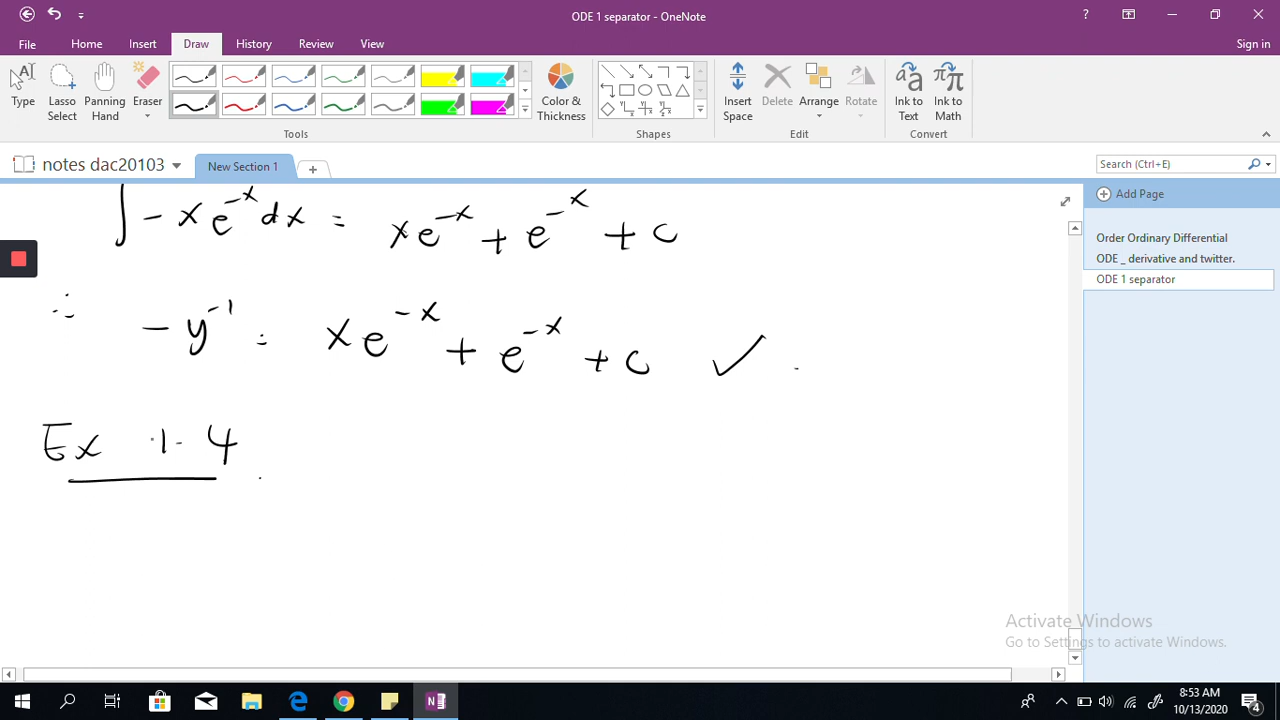 ODE 1 separator - OneNote
File Home Insert Draw History Review View Sign in
Type
Lasso Select
Panning Hand
Eraser
Color & Thickness
Insert Space
Delete
Arrange
Rotate
Ink to Text
Ink to Math
Tools Shapes Edit Convert
notes dac20103
New Section 1
Search (Ctrl+E)
Add Page
Order Ordinary Differential
ODE _ derivative and twitter.
ODE 1 separator
∫ - x e^{-x} dx = x e^{-x} + e^{-x} + c
∴ - y^{-1} = x e^{-x} + e^{-x} + c ✓
Ex 1.4
Activate Windows
Go to Settings to activate Windows.
8:53 AM
10/13/2020
4